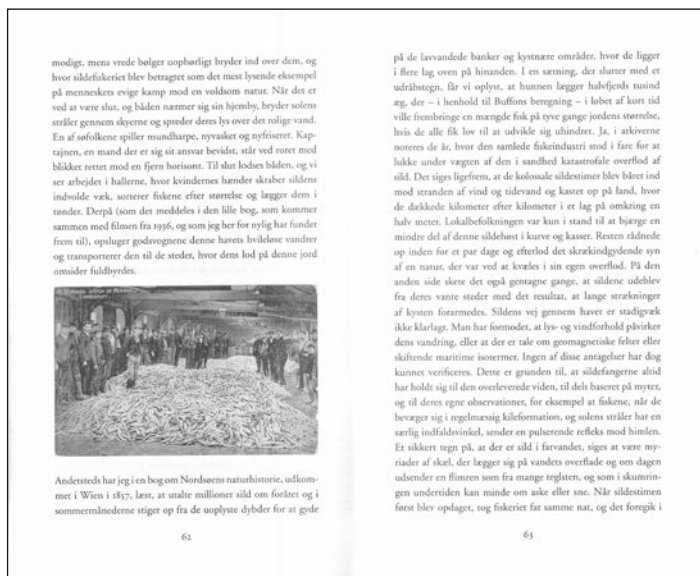 modigt, mens vrede bølger uophørligt bryder ind over dem, og
hvor sildefiskeriet blev betragtet som det mest lysende eksempel
på menneskets evige kamp mod en voldsom natur. Når det er
ved at være slut, og båden nærmer sig sin hjemby, bryder solens
stråler gennem skyerne og spreder deres lys over det rolige vand.
En af søfolkene spiller mundharpe, nyvasket og nyfriseret. Kap-
tajnen, en mand der er sig sit ansvar bevidst, står ved roret med
blikket rettet mod en fjern horisont. Til slut lodses båden, og vi
ser arbejdet i hallerne, hvor kvindernes hænder skraber sildens
indvolde væk, sorterer fiskene efter størrelse og lægger dem i
tønder. Derpå (som det meddeles i den lille bog, som kommer
sammen med filmen fra 1936, og som jeg her for nylig har fundet
frem til), opsluger godsvognene denne havets hvileløse vandrer
og transporterer den til de steder, hvor dens lod på denne jord
omsider fuldbyrdes.
LOWESTOFT.
Andetsteds har jeg i en bog om Nordsøens naturhistorie, udkom-
met i Wien i 1857, læst, at utalte millioner sild om foråret og i
sommermånederne stiger op fra de uoplyste dybder for at gyde
62
på de lavvandede banker og kystnære områder, hvor de ligger
i flere lag oven på hinanden. I en sætning, der slutter med et
udråbstegn, får vi oplyst, at hunnen lægger halvfjerds tusind
æg, der – i henhold til Buffons beregning – i løbet af kort tid
ville frembringe en mængde fisk på tyve gange jordens størrelse,
hvis de alle fik lov til at udvikle sig uhindret. Ja, i arkiverne
noteres de år, hvor den samlede fiskeindustri stod i fare for at
lukke under vægten af den i sandhed katastrofale overflod af
sild. Det siges ligefrem, at de kolossale sildestimer blev båret ind
mod stranden af vind og tidevand og kastet op på land, hvor
de dækkede kilometer efter kilometer i et lag på omkring en
halv meter. Lokalbefolkningen var kun i stand til at bjærge en
mindre del af denne sildehøst i kurve og kasser. Resten rådnede
op inden for et par dage og efterlod det skrækindgydende syn
af en natur, der var ved at kvæles i sin egen overflod. På den
anden side skete det også gentagne gange, at sildene udeblev
fra deres vante steder med det resultat, at lange strækninger
af kysten forarmedes. Sildens vej gennem havet er stadigvæk
ikke klarlagt. Man har formodet, at lys- og vindforhold påvirker
dens vandring, eller at der er tale om geomagnetiske felter eller
skiftende maritime isotermer. Ingen af disse antagelser har dog
kunnet verificeres. Dette er grunden til, at sildefangerne altid
har holdt sig til den overleverede viden, til dels baseret på myter,
og til deres egne observationer, for eksempel at fiskene, når de
bevæger sig i regelmæssig kileformation, og solens stråler har en
særlig indfaldsvinkel, sender en pulserende refleks mod himlen.
Et sikkert tegn på, at der er sild i farvandet, siges at være my-
riader af skæl, der lægger sig på vandets overflade og om dagen
udsender en flimren som fra mange teglsten, og som i skumrin-
gen undertiden kan minde om aske eller sne. Når sildestimen
først blev opdaget, tog fiskeriet fat samme nat, og det foregik i
63